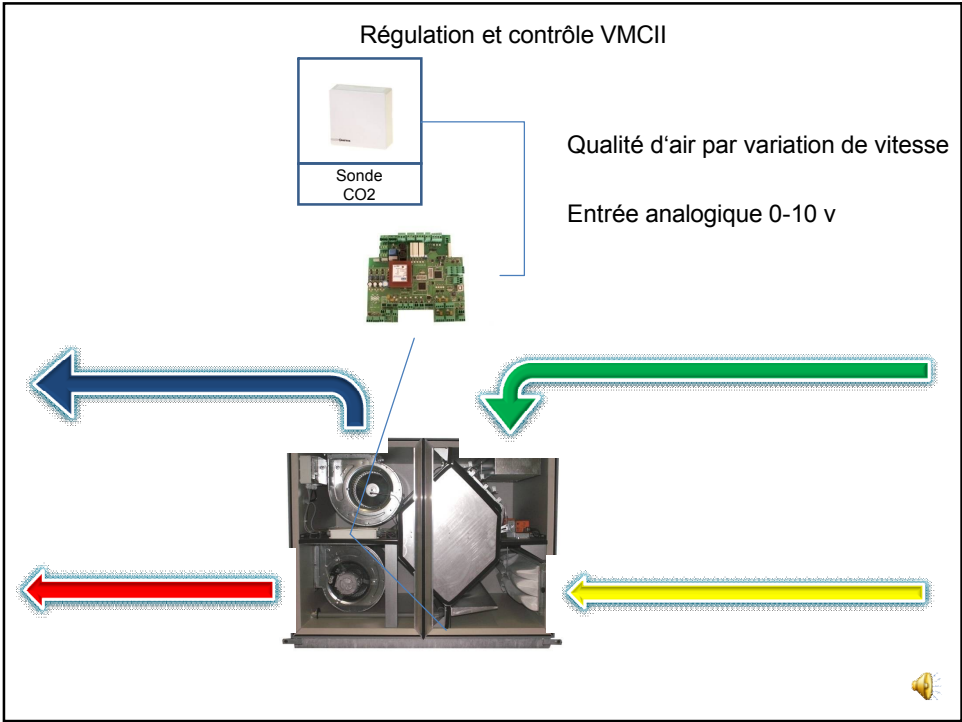 Régulation et contrôle VMCII
Sonde
CO2
Qualité d‘air par variation de vitesse
Entrée analogique 0-10 v